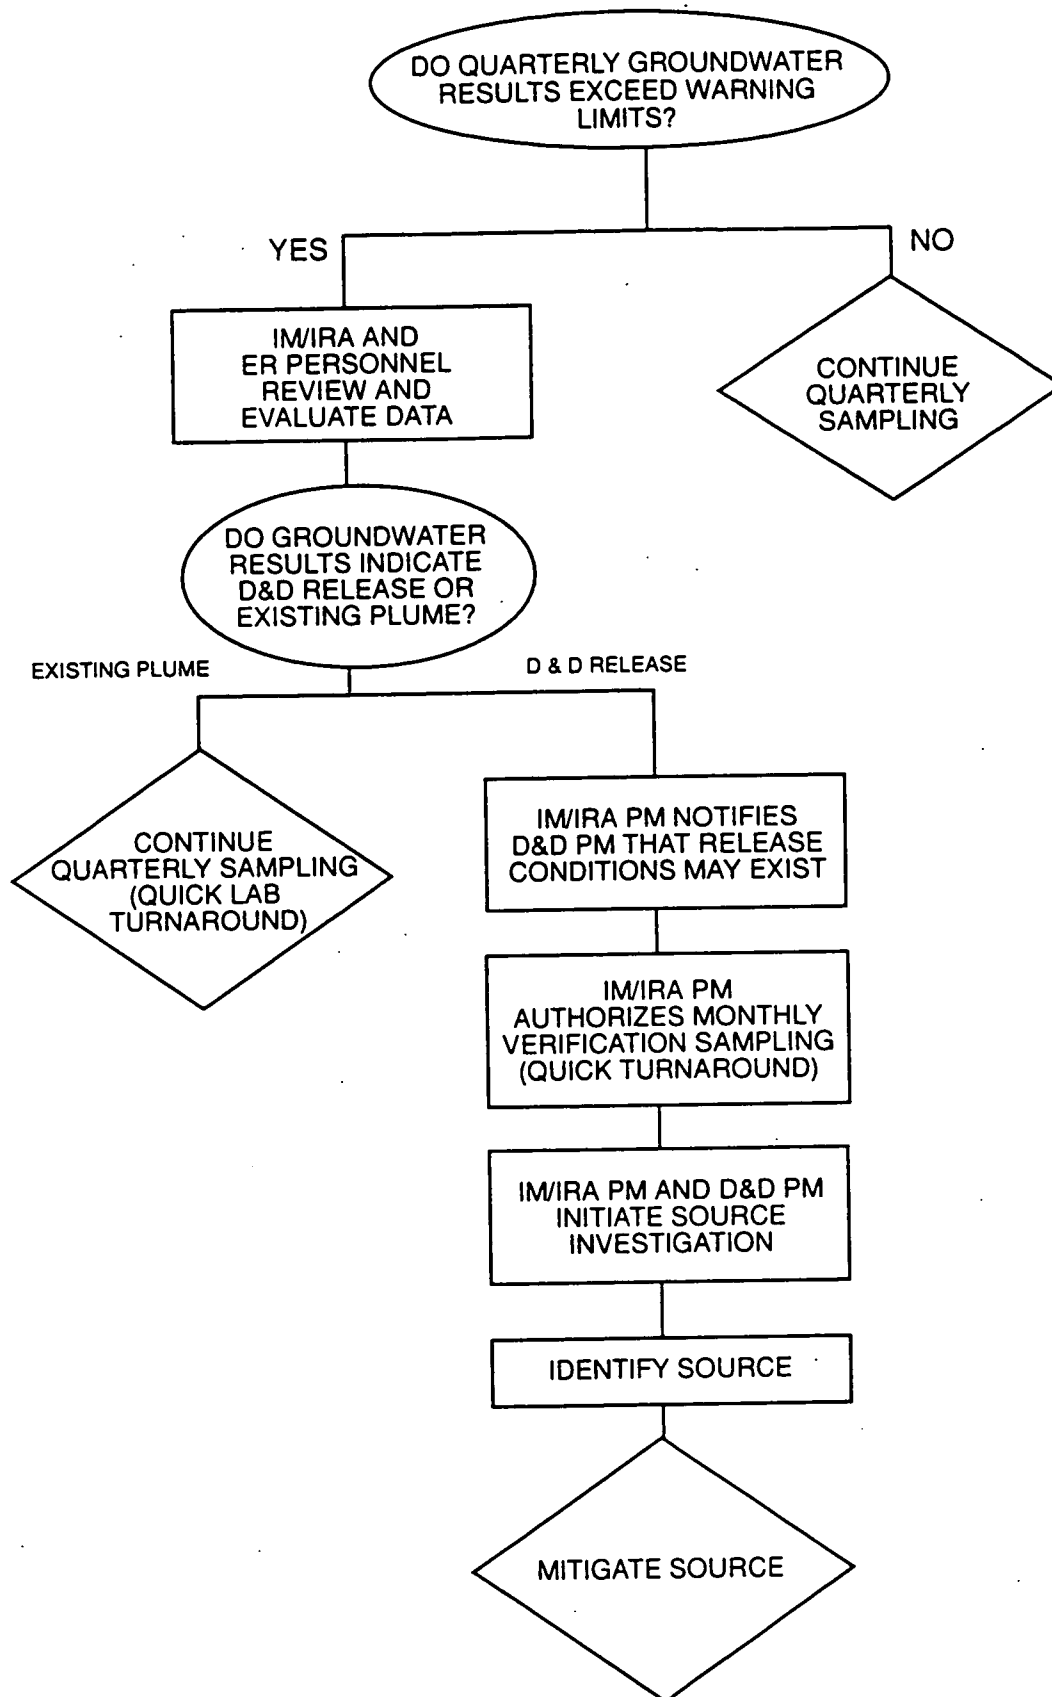 DO QUARTERLY GROUNDWATER
RESULTS EXCEED WARNING
LIMITS?
YES
NO
IM/IRA AND
ER PERSONNEL
REVIEW AND
EVALUATE DATA
CONTINUE
QUARTERLY
SAMPLING
DO GROUNDWATER
RESULTS INDICATE
D&D RELEASE OR
EXISTING PLUME?
EXISTING PLUME
D & D RELEASE
CONTINUE
QUARTERLY SAMPLING
(QUICK LAB
TURNAROUND)
IM/IRA PM NOTIFIES
D&D PM THAT RELEASE
CONDITIONS MAY EXIST
IM/IRA PM
AUTHORIZES MONTHLY
VERIFICATION SAMPLING
(QUICK TURNAROUND)
IM/IRA PM AND D&D PM
INITIATE SOURCE
INVESTIGATION
IDENTIFY SOURCE
MITIGATE SOURCE